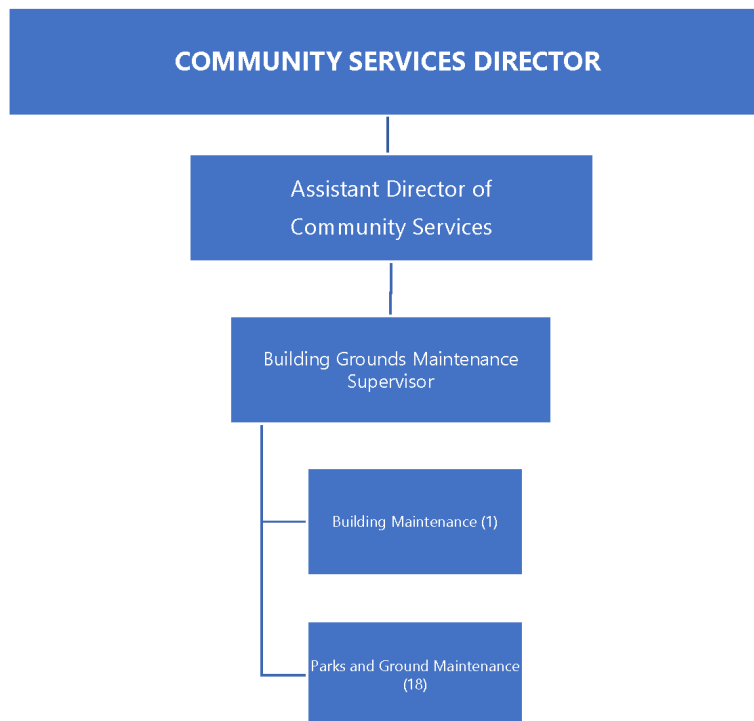 COMMUNITY SERVICES DIRECTOR
Assistant Director of
Community Services
Building Grounds Maintenance
Supervisor
Building Maintenance (1)
Parks and Ground Maintenance
(18)